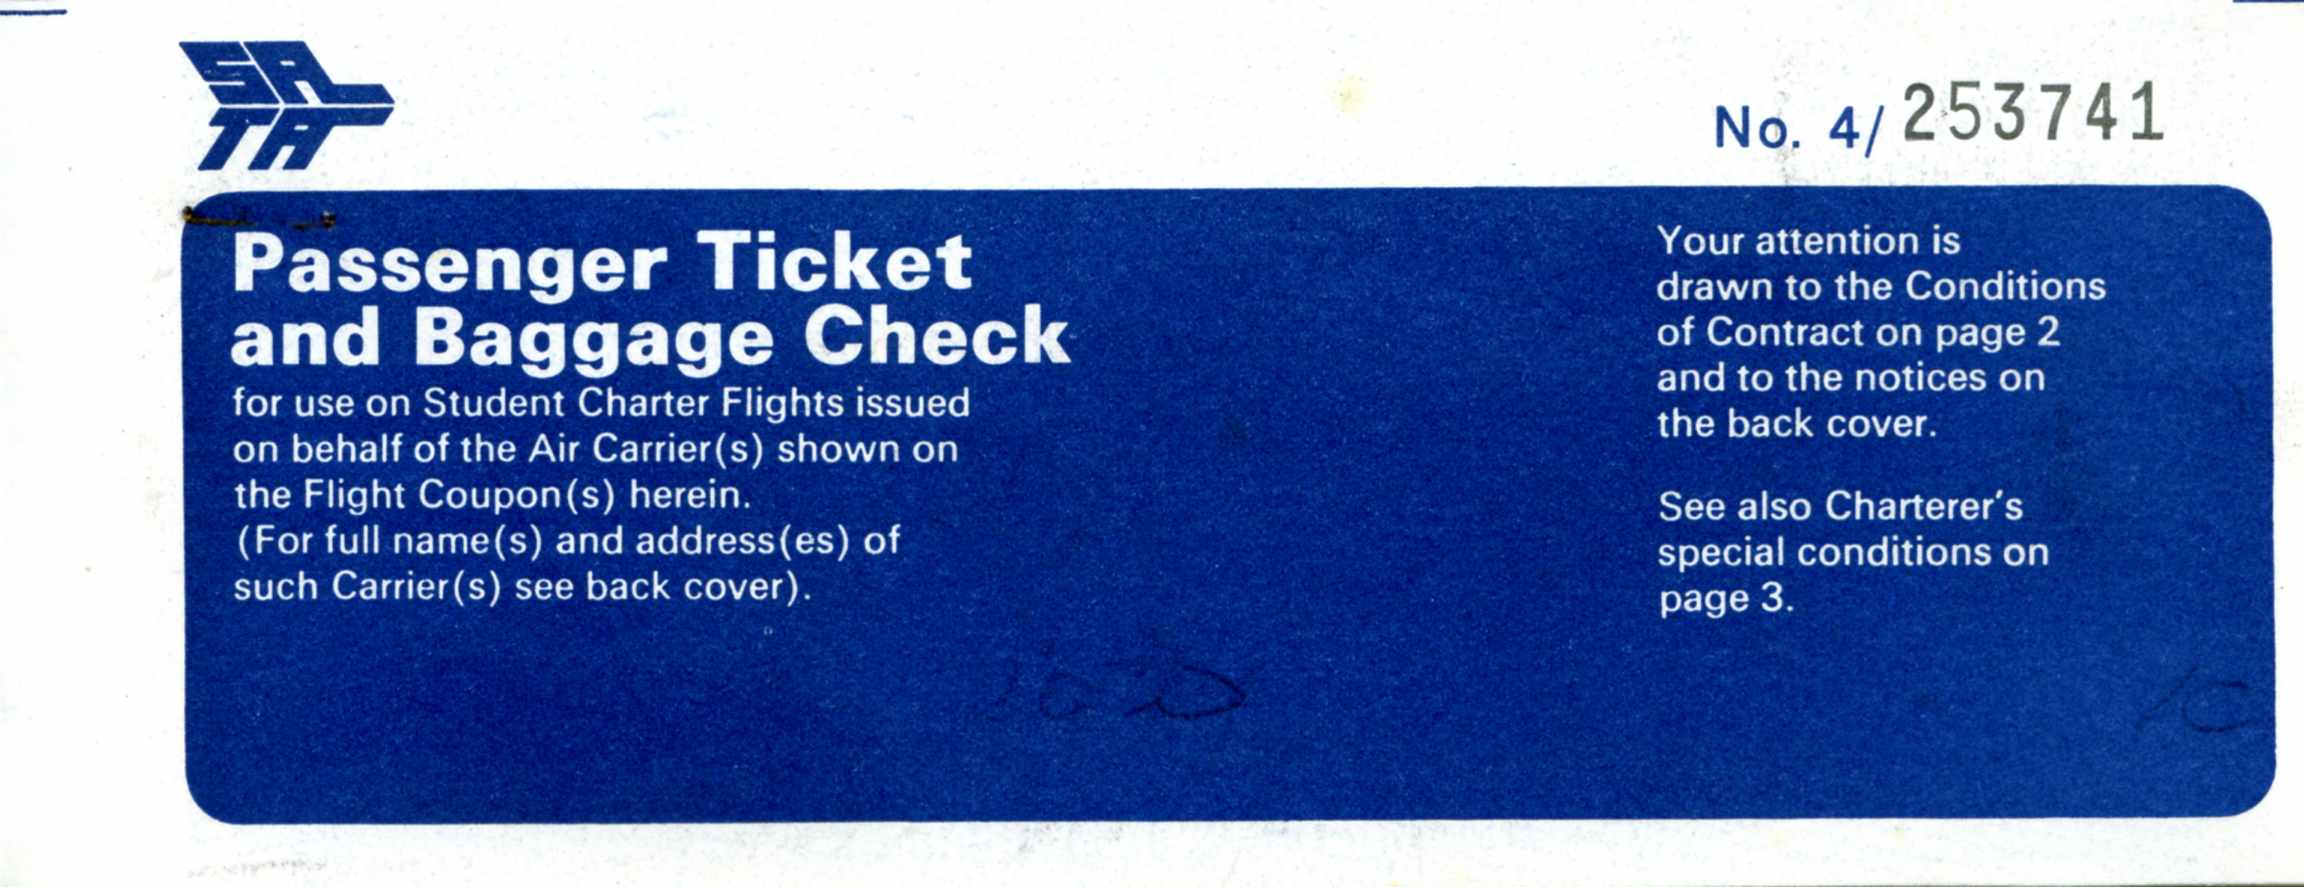 SATA
No. 4/253741
Passenger Ticket
and Baggage Check
for use on Student Charter Flights issued
on behalf of the Air Carrier(s) shown on
the Flight Coupon(s) herein.
(For full name(s) and address(es) of
such Carrier(s) see back cover).
Your attention is
drawn to the Conditions
of Contract on page 2
and to the notices on
the back cover.
See also Charterer's
special conditions on
page 3.